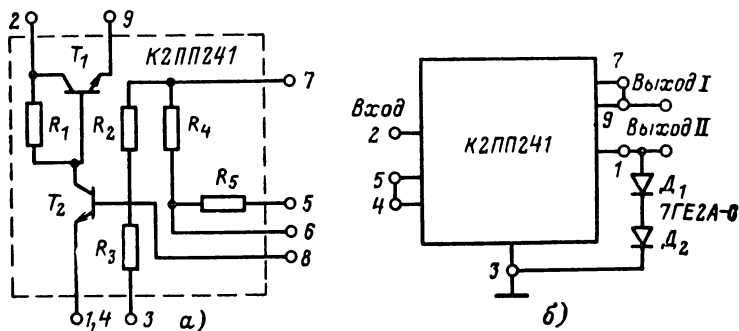 2 9
T₁ К2ПП241
7
R₁ R₂ R₄
R₅ 5
T₂
6
R₃ 8
1,4 3 а)
7
Вход Выход I
2 К2ПП241 9
Выход II
5 1
4 Д₁
7ГЕ2А-С
Д₂
3
б)